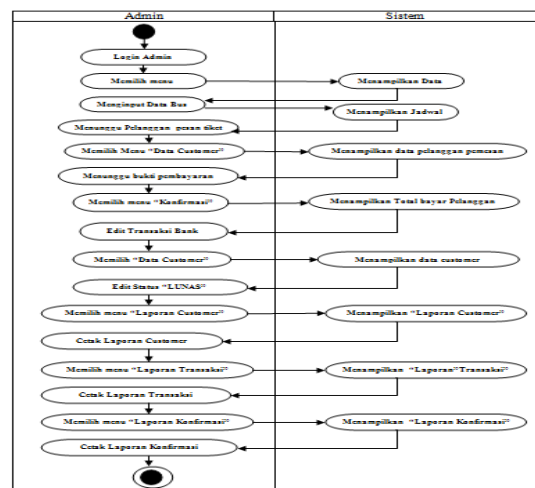 Admin
Sistem
Login Admin
Memilih menu
Menampilkan Data
Menginput Data Bus
Menampilkan Jadwal
Menunggu Pelanggan pesan tiket
Memilih Menu "Data Customer"
Menampilkan data pelanggan pemesan
Menunggu bukti pembayaran
Memilih menu "Konfirmasi"
Menampilkan Total bayar Pelanggan
Edit Transaksi Bank
Memilih "Data Customer"
Menampilkan data customer
Edit Status "LUNAS"
Memilih menu "Laporan Customer"
Menampilkan "Laporan Customer"
Cetak Laporan Customer
Memilih menu "Laporan Transaksi"
Menampilkan "Laporan"Transaksi"
Cetak Laporan Transaksi
Memilih menu "Laporan Konfirmasi"
Menampilkan "Laporan Konfirmasi"
Cetak Laporan Konfirmasi